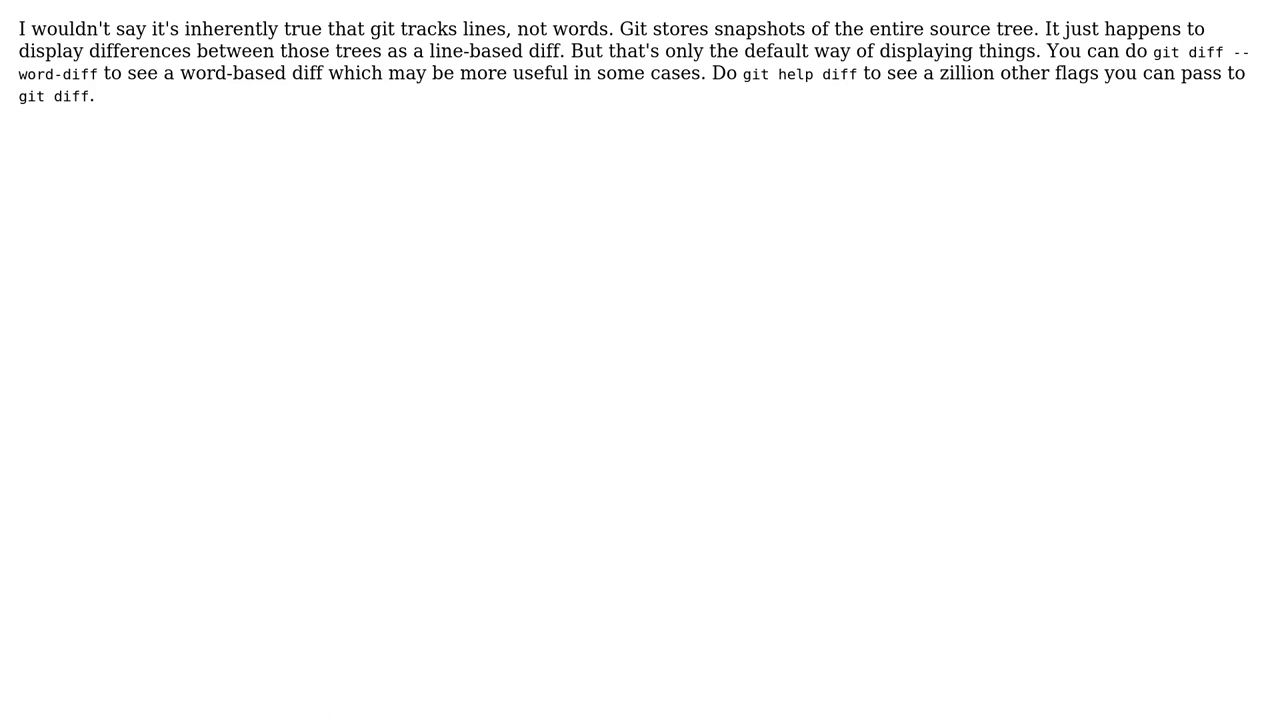 I wouldn't say it's inherently true that git tracks lines, not words. Git stores snapshots of the entire source tree. It just happens to
display differences between those trees as a line-based diff. But that's only the default way of displaying things. You can do git diff --
word-diff to see a word-based diff which may be more useful in some cases. Do git help diff to see a zillion other flags you can pass to
git diff.